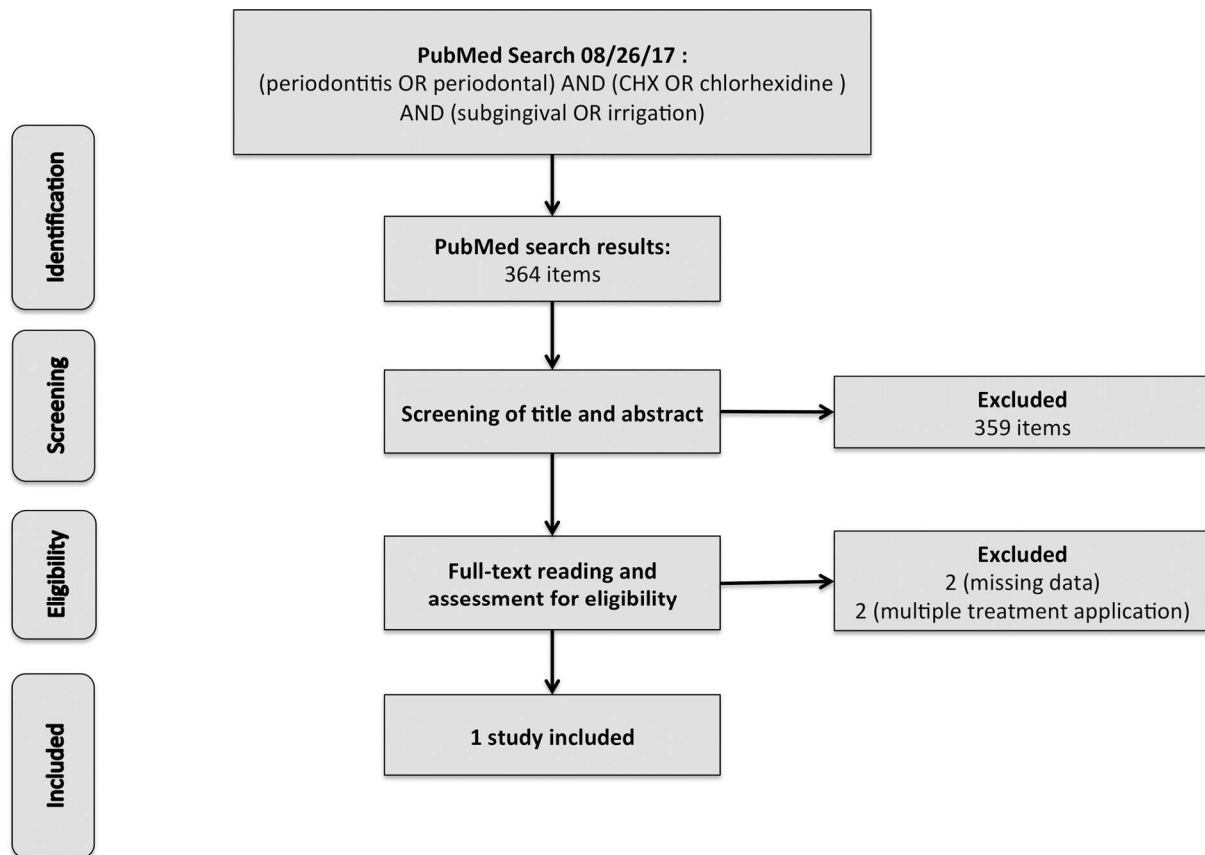 PubMed Search 08/26/17 :
(periodontitis OR periodontal) AND (CHX OR chlorhexidine )
AND (subgingival OR irrigation)
Identification
PubMed search results:
364 items
Screening
Screening of title and abstract
Excluded
359 items
Eligibility
Full-text reading and
assessment for eligibility
Excluded
2 (missing data)
2 (multiple treatment application)
Included
1 study included